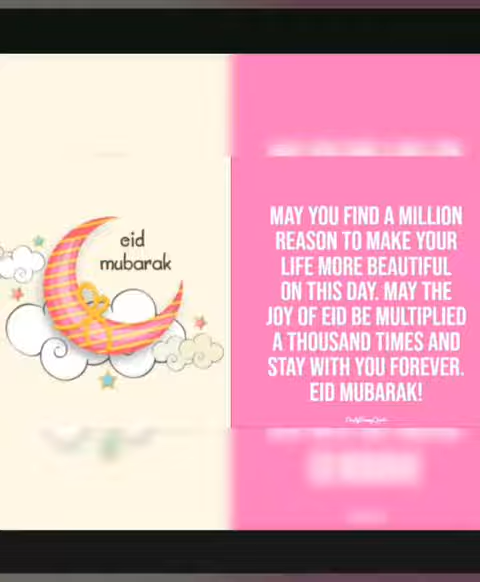 eid
mubarak
MAY YOU FIND A MILLION
REASON TO MAKE YOUR
LIFE MORE BEAUTIFUL
ON THIS DAY. MAY THE
JOY OF EID BE MULTIPLIED
A THOUSAND TIMES AND
STAY WITH YOU FOREVER.
EID MUBARAK!